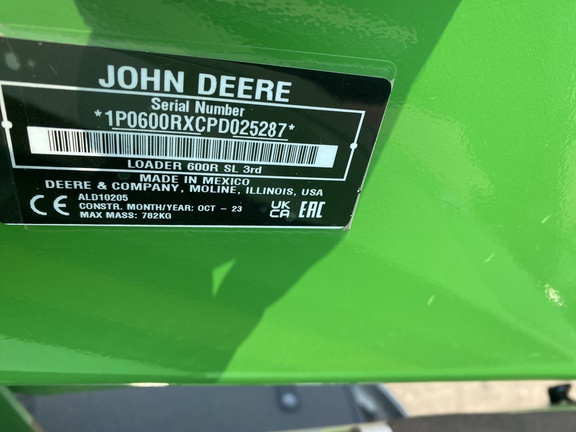 JOHN DEERE
Serial Number
*1P0600RXCPD025287*
LOADER 600R SL 3rd
MADE IN MEXICO
DEERE & COMPANY, MOLINE, ILLINOIS, USA
ALD10205
CONSTR. MONTH/YEAR: OCT - 23
MAX MASS: 782KG
CE
UK
CA
EAC